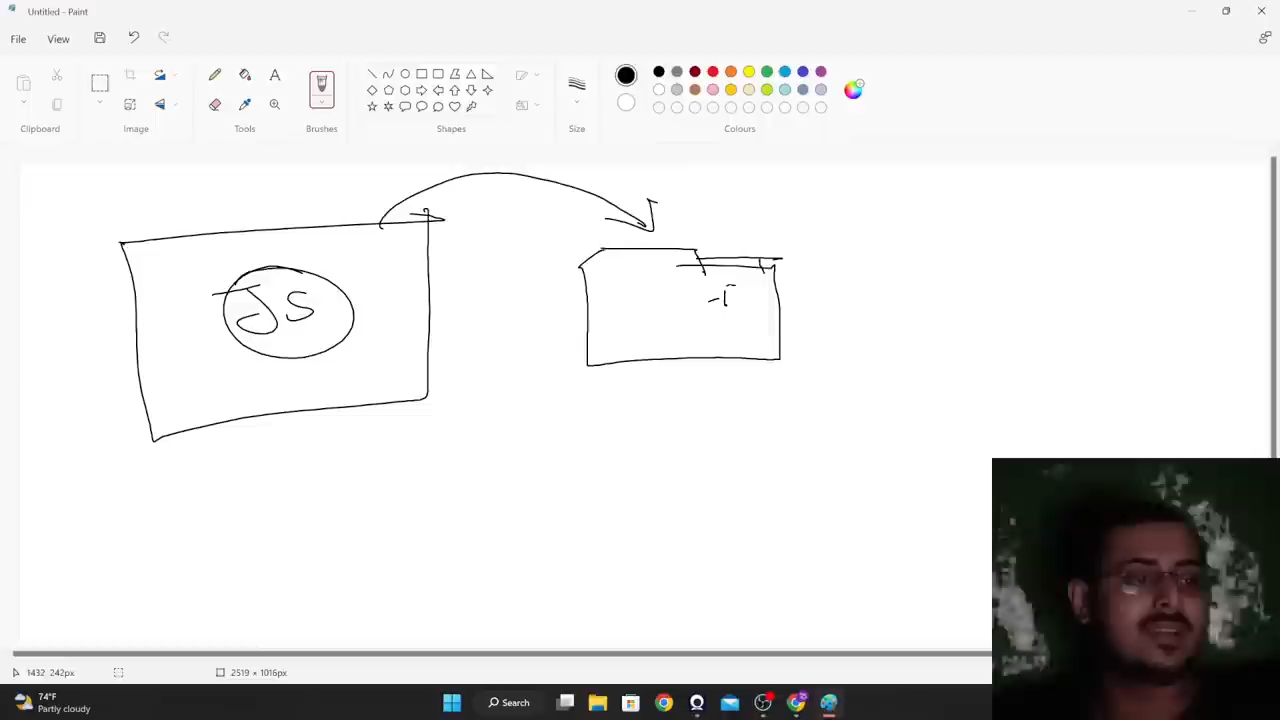 Untitled - Paint
File
View
Clipboard
Image
Tools
Brushes
Shapes
Size
Colours
JS
1432, 242px
2519 × 1016px
74°F
Partly cloudy
Search